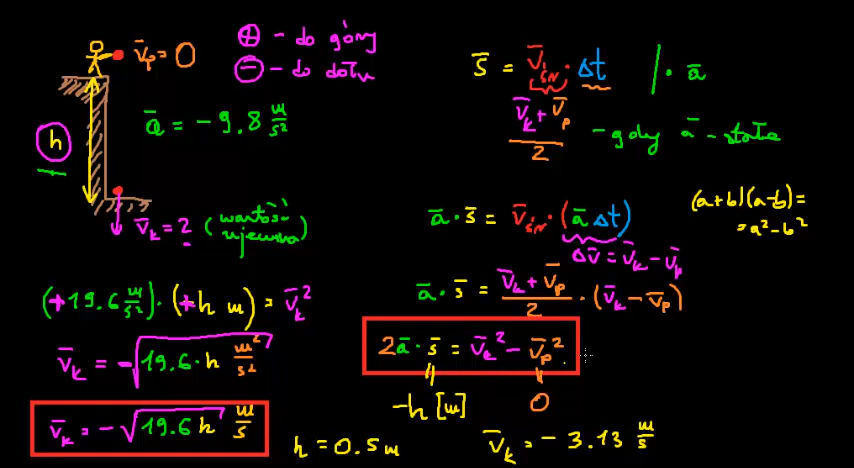 v̄p = 0
⊕ - do góry
⊖ - do dołu
ā = -9.8 m/s²
h
v̄k = ? (wartość ujemna)
(+19.6 m/s²)·(+h m) = v̄k²
v̄k = -√(19.6·h m²/s²)
v̄k = -√(19.6 h) m/s
s̄ = v̄śr · Δt /· ā
(v̄k + v̄p)/2 - gdy ā - stałe
ā · s̄ = v̄śr · (ā Δt)
Δv̄ = v̄k - v̄p
(a+b)(a-b) =
= a² - b²
ā · s̄ = (v̄k + v̄p)/2 · (v̄k - v̄p)
2ā · s̄ = v̄k² - v̄p²
-h [m]
0
h = 0.5 m
v̄k = -3.13 m/s